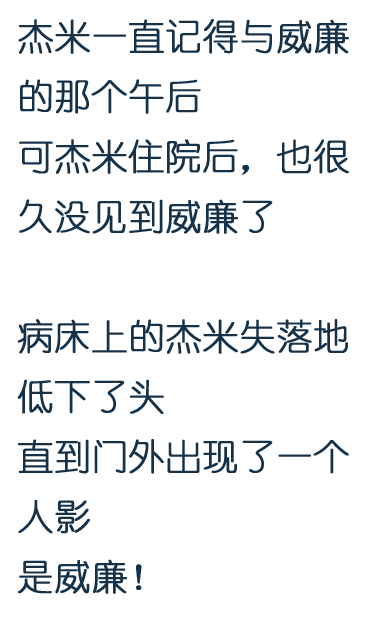 杰米一直记得与威廉
的那个午后
可杰米住院后，也很
久没见到威廉了
病床上的杰米失落地
低下了头
直到门外出现了一个
人影
是威廉！